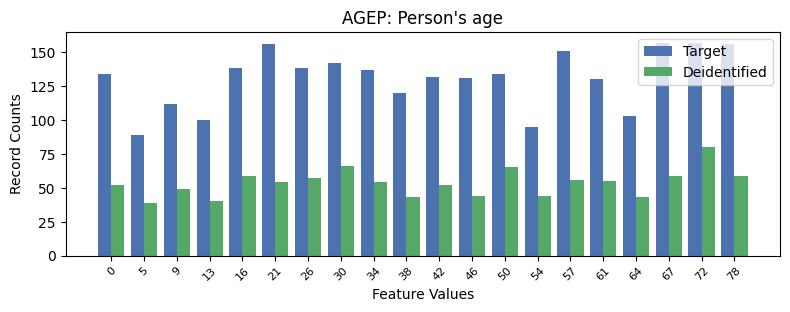 AGEP: Person's age
Record Counts
150
125
100
75
50
25
0
Target
Deidentified
0 5 9 13 16 21 26 30 34 38 42 46 50 54 57 61 64 67 72 78
Feature Values